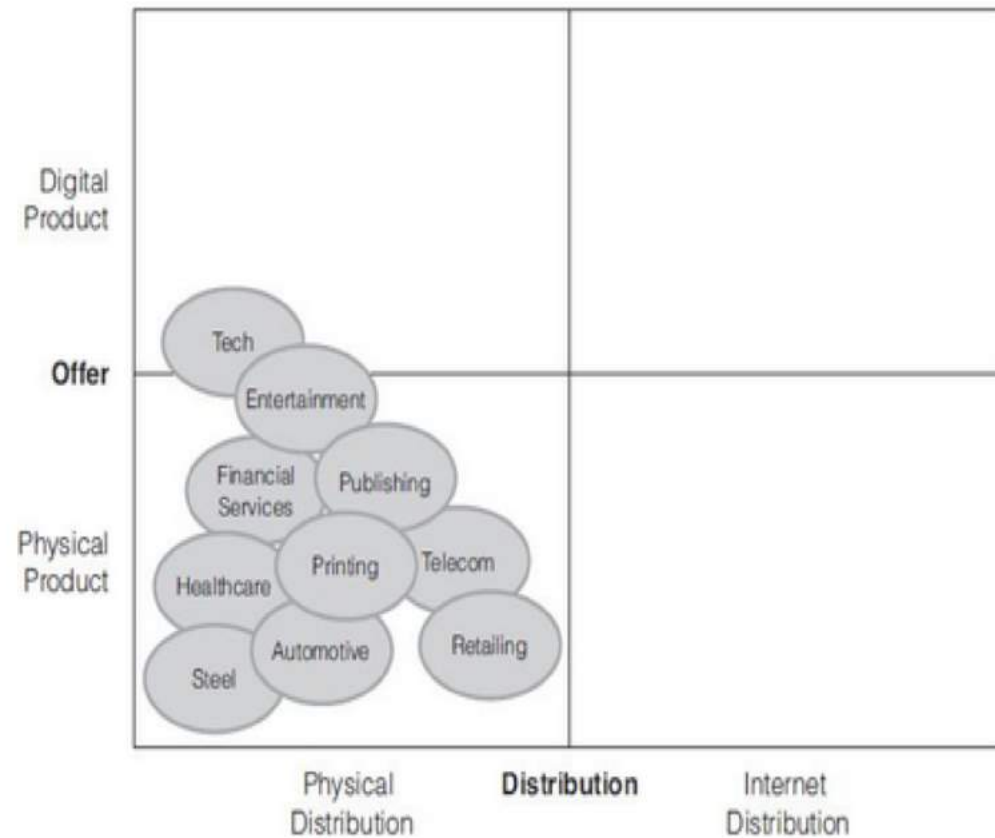 Digital
Product
Tech
Offer
Entertainment
Financial
Services
Publishing
Physical
Product
Printing
Telecom
Healthcare
Automotive
Retailing
Steel
Physical
Distribution
Distribution
Internet
Distribution